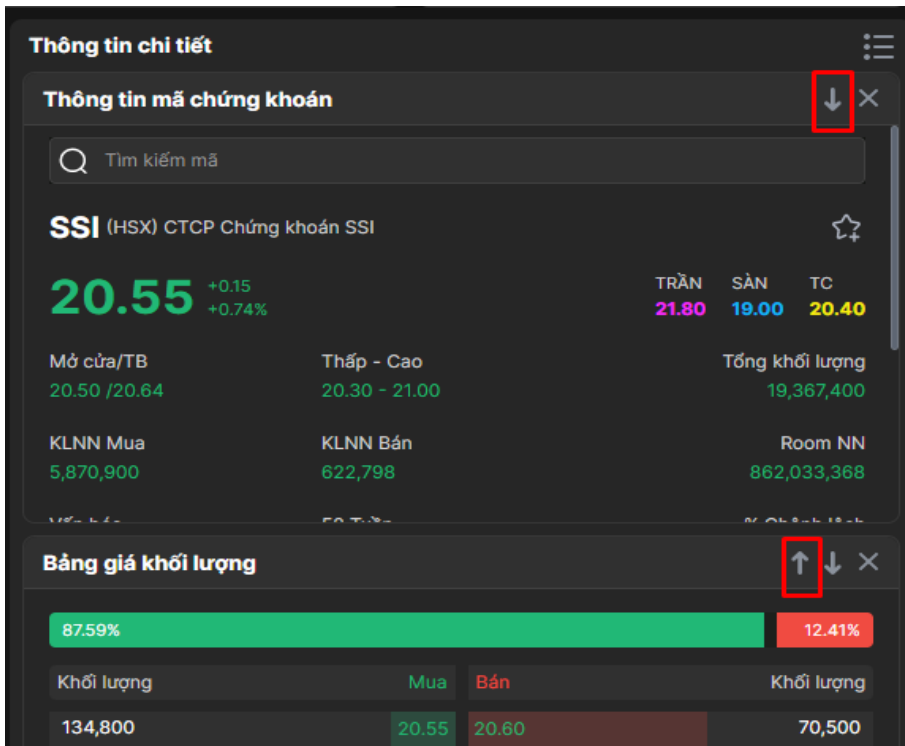 Thông tin chi tiết
Thông tin mã chứng khoán
Tìm kiếm mã
SSI (HSX) CTCP Chứng khoán SSI
20.55 +0.15 +0.74%
TRẦN SÀN TC
21.80 19.00 20.40
Mở cửa/TB Thấp - Cao Tổng khối lượng
20.50 /20.64 20.30 - 21.00 19,367,400
KLNN Mua KLNN Bán Room NN
5,870,900 622,798 862,033,368
Bảng giá khối lượng
87.59% 12.41%
Khối lượng Mua Bán Khối lượng
134,800 20.55 20.60 70,500